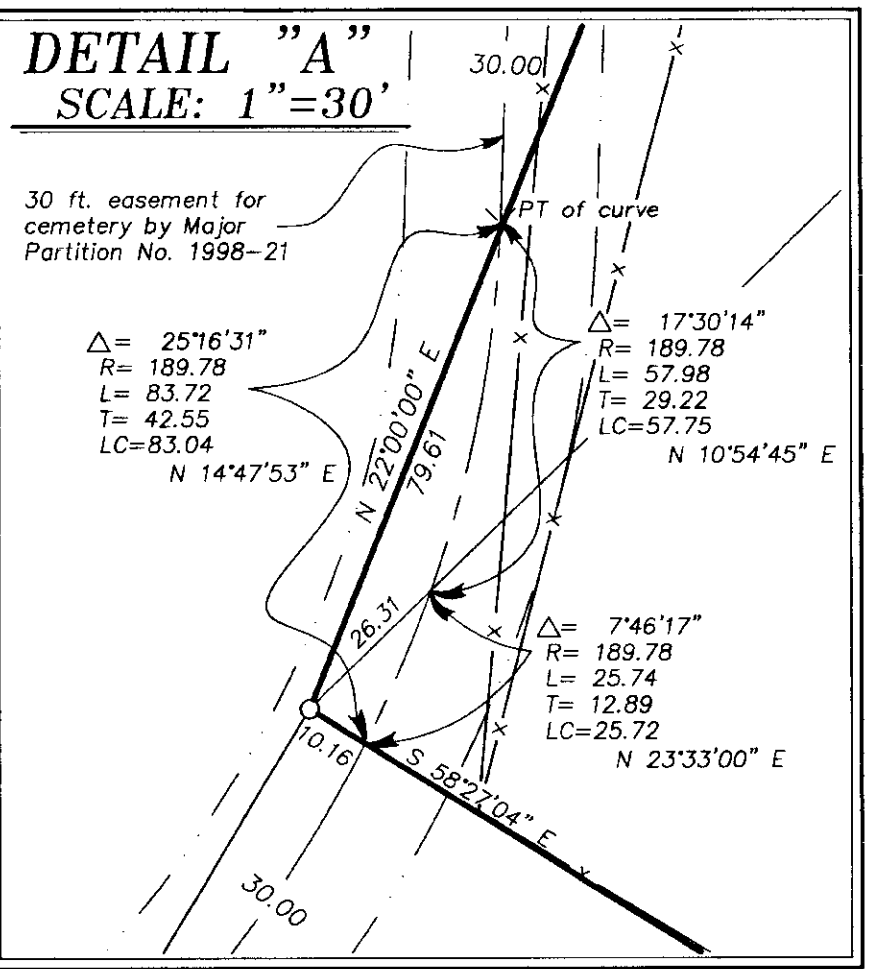 DETAIL "A"
SCALE: 1"=30'
30.00
30 ft. easement for
cemetery by Major
Partition No. 1998-21
PT of curve
△= 25°16'31"
R= 189.78
L= 83.72
T= 42.55
LC=83.04
N 14°47'53" E
△= 17°30'14"
R= 189.78
L= 57.98
T= 29.22
LC=57.75
N 10°54'45" E
N 22°00'00" E
79.61
26.31
△= 7°46'17"
R= 189.78
L= 25.74
T= 12.89
LC=25.72
N 23°33'00" E
10.16
S 58°27'04" E
30.00